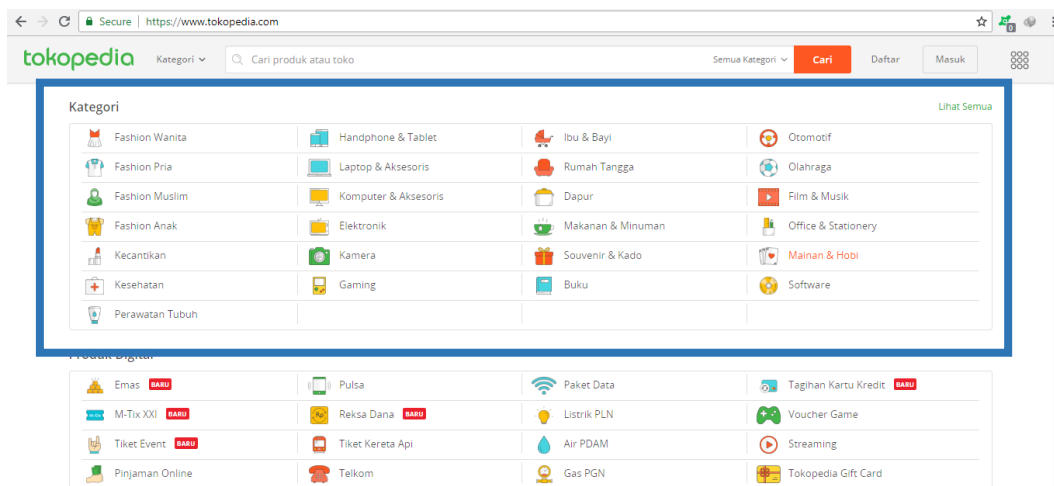 Secure https://www.tokopedia.com
0
tokopedia Kategori Cari produk atau toko Semua Kategori Cari Daftar Masuk
Kategori Lihat Semua
Fashion Wanita Handphone & Tablet Ibu & Bayi Otomotif
Fashion Pria Laptop & Aksesoris Rumah Tangga Olahraga
Fashion Muslim Komputer & Aksesoris Dapur Film & Musik
Fashion Anak Elektronik Makanan & Minuman Office & Stationery
Kecantikan Kamera Souvenir & Kado Mainan & Hobi
Kesehatan Gaming Buku Software
Perawatan Tubuh
Produk Digital
Emas BARU Pulsa Paket Data Tagihan Kartu Kredit BARU
M-Tix XXI BARU Reksa Dana BARU Listrik PLN Voucher Game
Tiket Event BARU Tiket Kereta Api Air PDAM Streaming
Pinjaman Online Telkom Gas PGN Tokopedia Gift Card